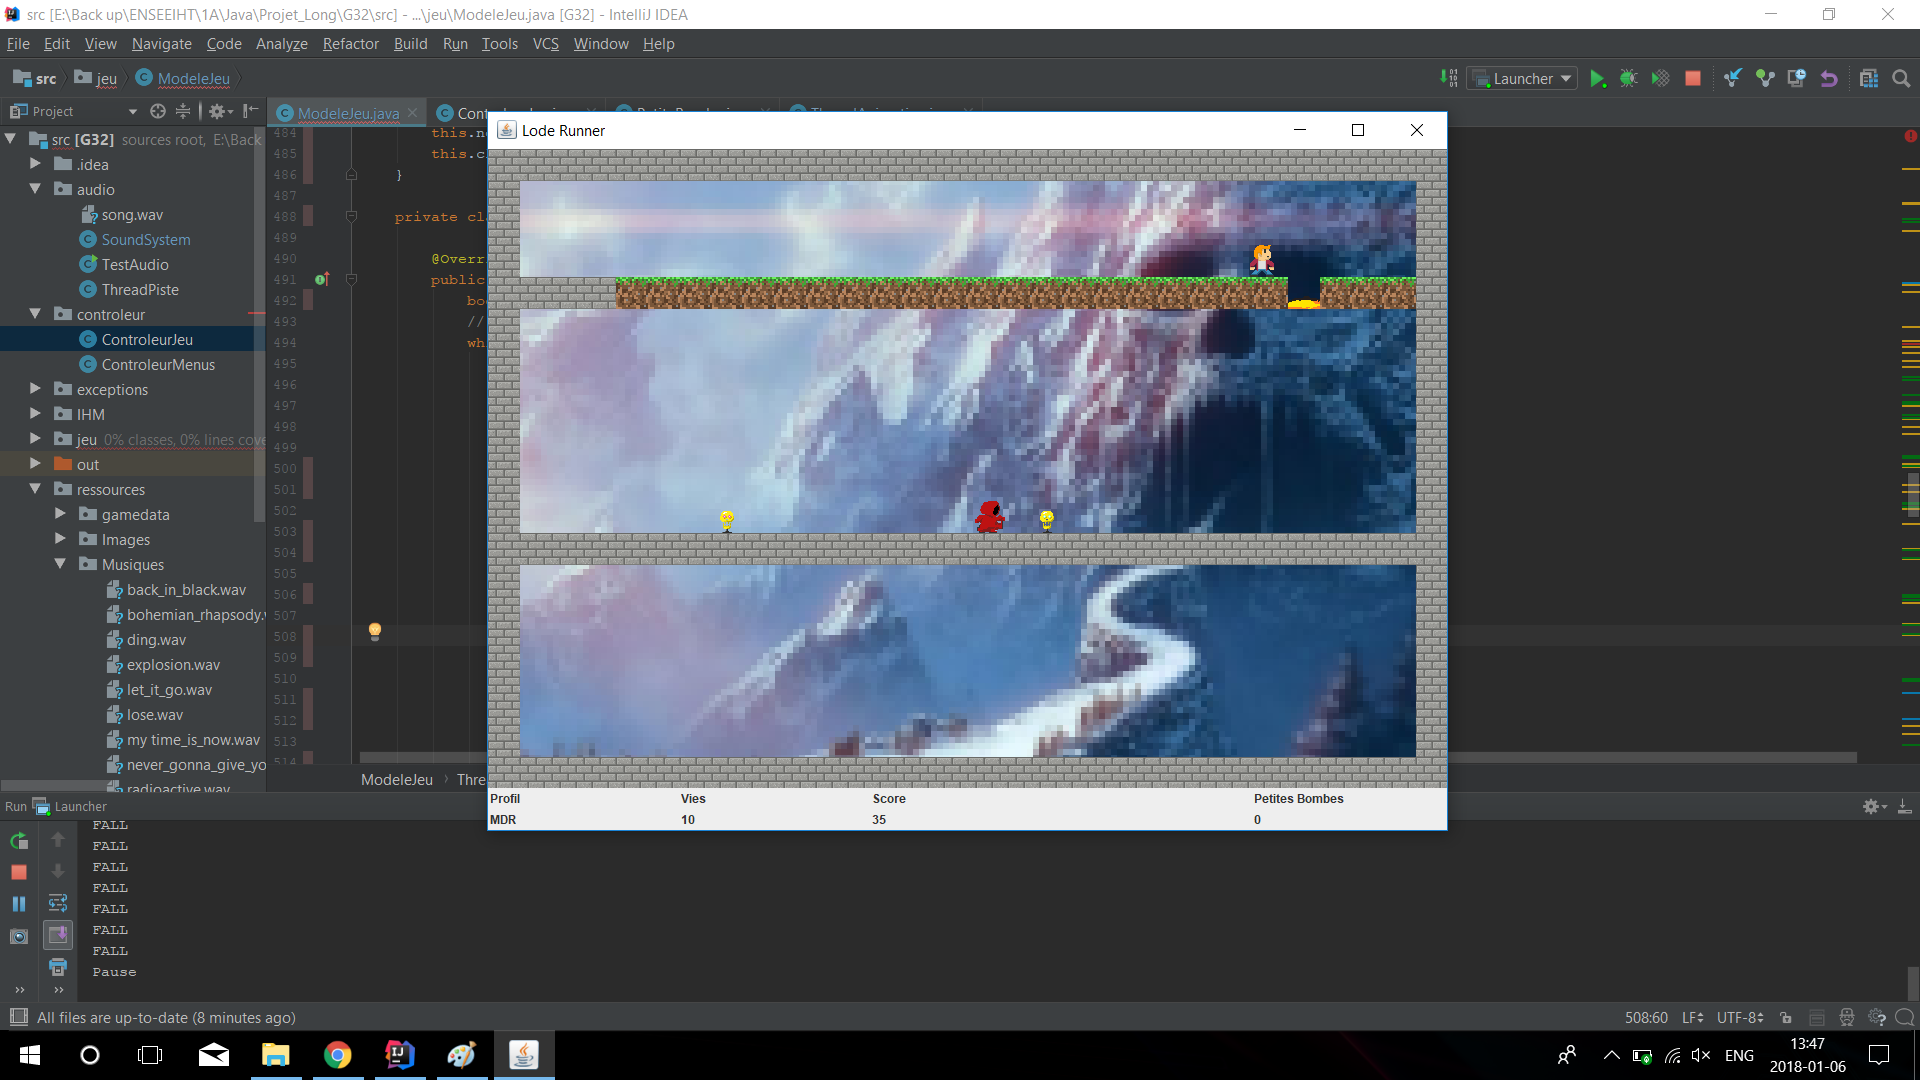 src [E:\Back up\ENSEEIHT\1A\Java\Projet_Long\G32\src] - ...\jeu\ModeleJeu.java [G32] - IntelliJ IDEA
File Edit View Navigate Code Analyze Refactor Build Run Tools VCS Window Help
src jeu ModeleJeu
Launcher
Project
ModeleJeu.java
src [G32] sources root, E:\Back
.idea
audio
song.wav
SoundSystem
TestAudio
ThreadPiste
controleur
ControleurJeu
ControleurMenus
exceptions
IHM
jeu 0% classes, 0% lines cove
out
ressources
gamedata
Images
Musiques
back_in_black.wav
bohemian_rhapsody.
ding.wav
explosion.wav
let_it_go.wav
lose.wav
my time_is_now.wav
never_gonna_give_yo
radioactive.wav
484 this.n
485 this.c
486 }
487
488 private cl
489
490 @Overr
491 public
492 bo
493 //
494 wh
495
496
497
498
499
500
501
502
503
504
505
506
507
508
509
510
511
512
513
514
ModeleJeu Thre
Lode Runner
Profil Vies Score Petites Bombes
MDR 10 35 0
Run Launcher
FALL
FALL
FALL
FALL
FALL
FALL
FALL
Pause
All files are up-to-date (8 minutes ago)
508:60 LF UTF-8
ENG
13:47
2018-01-06